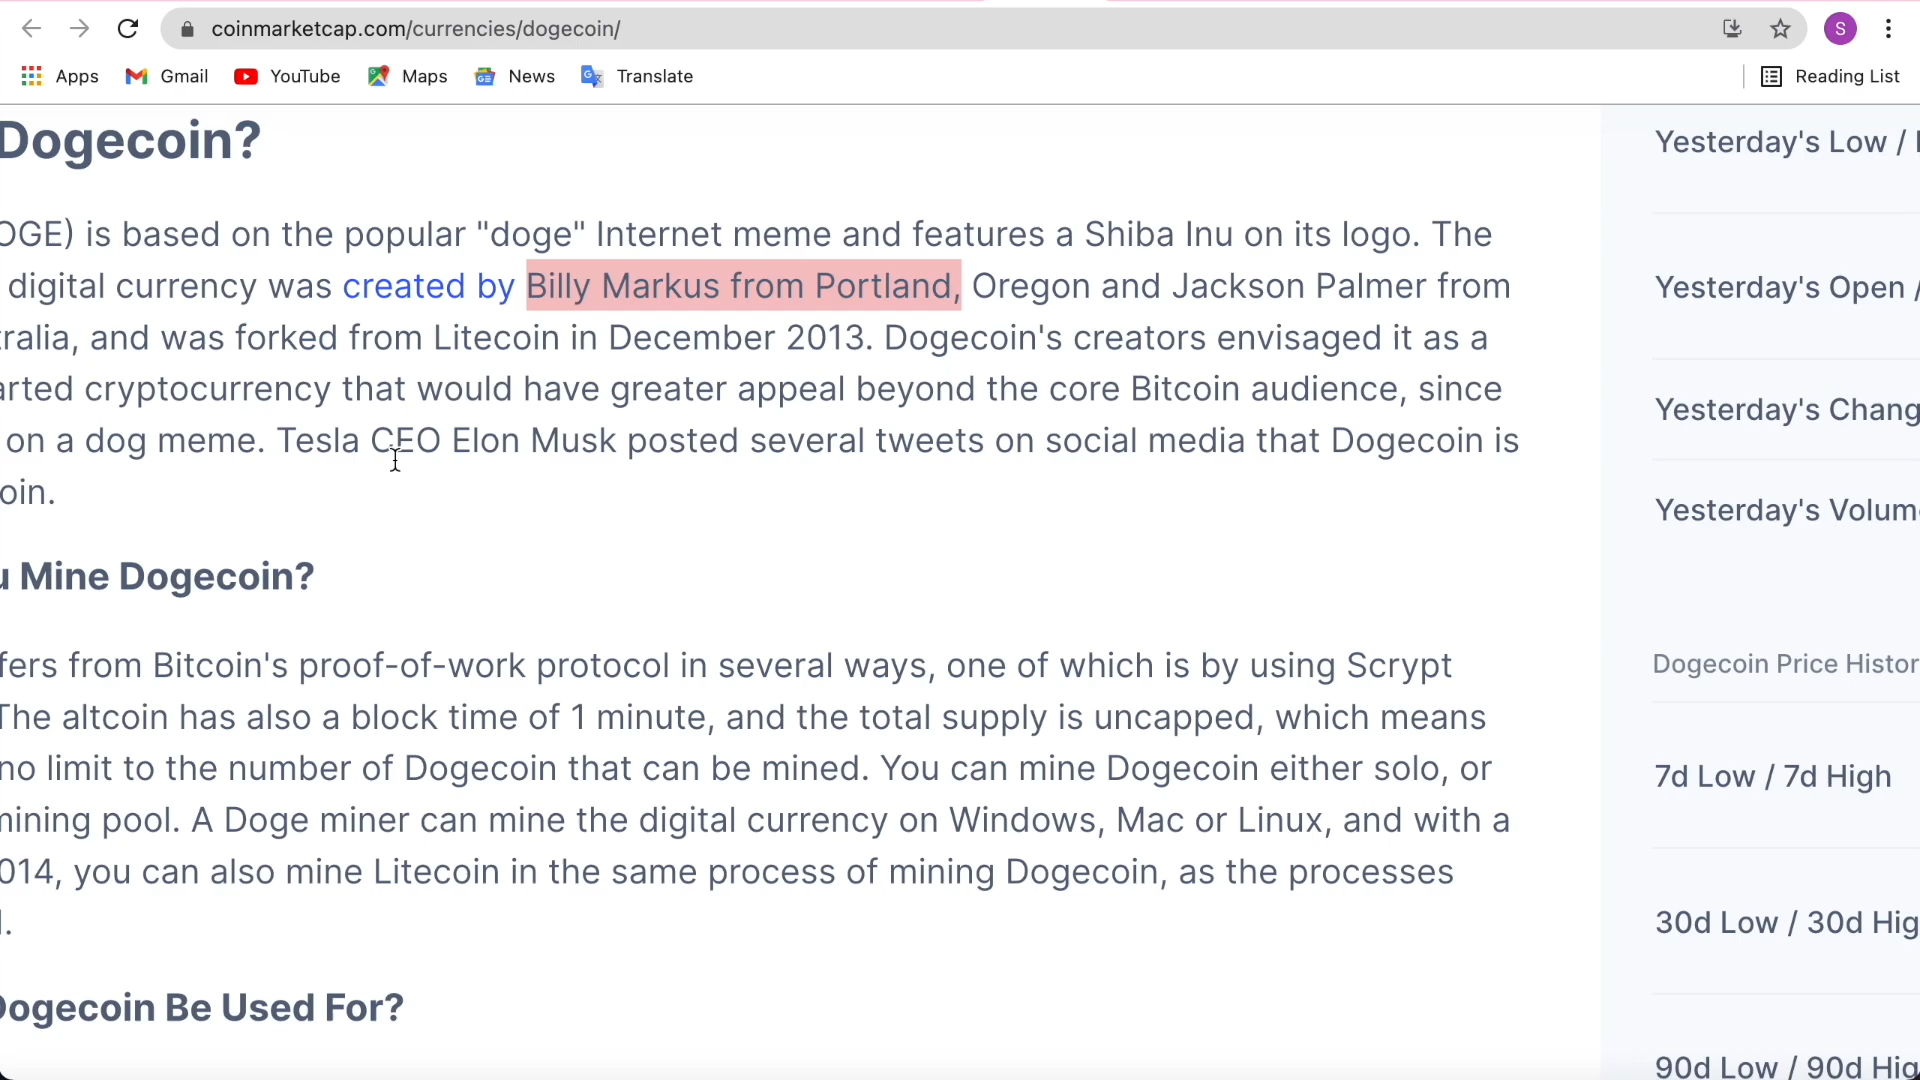 coinmarketcap.com/currencies/dogecoin/
S
Apps Gmail YouTube Maps News Translate Reading List
Dogecoin?
OGE) is based on the popular "doge" Internet meme and features a Shiba Inu on its logo. The
digital currency was created by Billy Markus from Portland, Oregon and Jackson Palmer from
ralia, and was forked from Litecoin in December 2013. Dogecoin's creators envisaged it as a
arted cryptocurrency that would have greater appeal beyond the core Bitcoin audience, since
on a dog meme. Tesla CEO Elon Musk posted several tweets on social media that Dogecoin is
oin.
u Mine Dogecoin?
fers from Bitcoin's proof-of-work protocol in several ways, one of which is by using Scrypt
The altcoin has also a block time of 1 minute, and the total supply is uncapped, which means
no limit to the number of Dogecoin that can be mined. You can mine Dogecoin either solo, or
mining pool. A Doge miner can mine the digital currency on Windows, Mac or Linux, and with a
014, you can also mine Litecoin in the same process of mining Dogecoin, as the processes
d.
Dogecoin Be Used For?
Yesterday's Low /
Yesterday's Open /
Yesterday's Chang
Yesterday's Volume
Dogecoin Price Histor
7d Low / 7d High
30d Low / 30d Hig
90d Low / 90d Hig